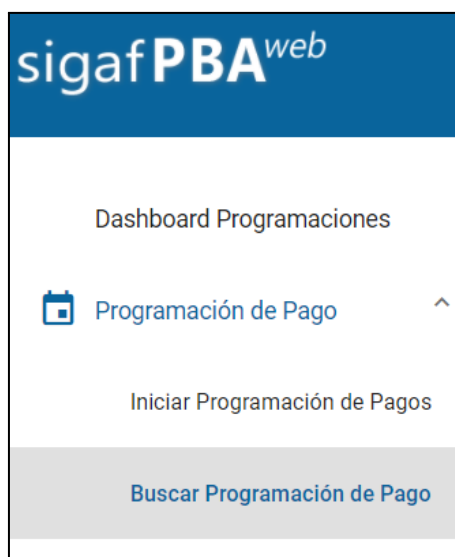 sigafPBAweb
Dashboard Programaciones
Programación de Pago
Iniciar Programación de Pagos
Buscar Programación de Pago